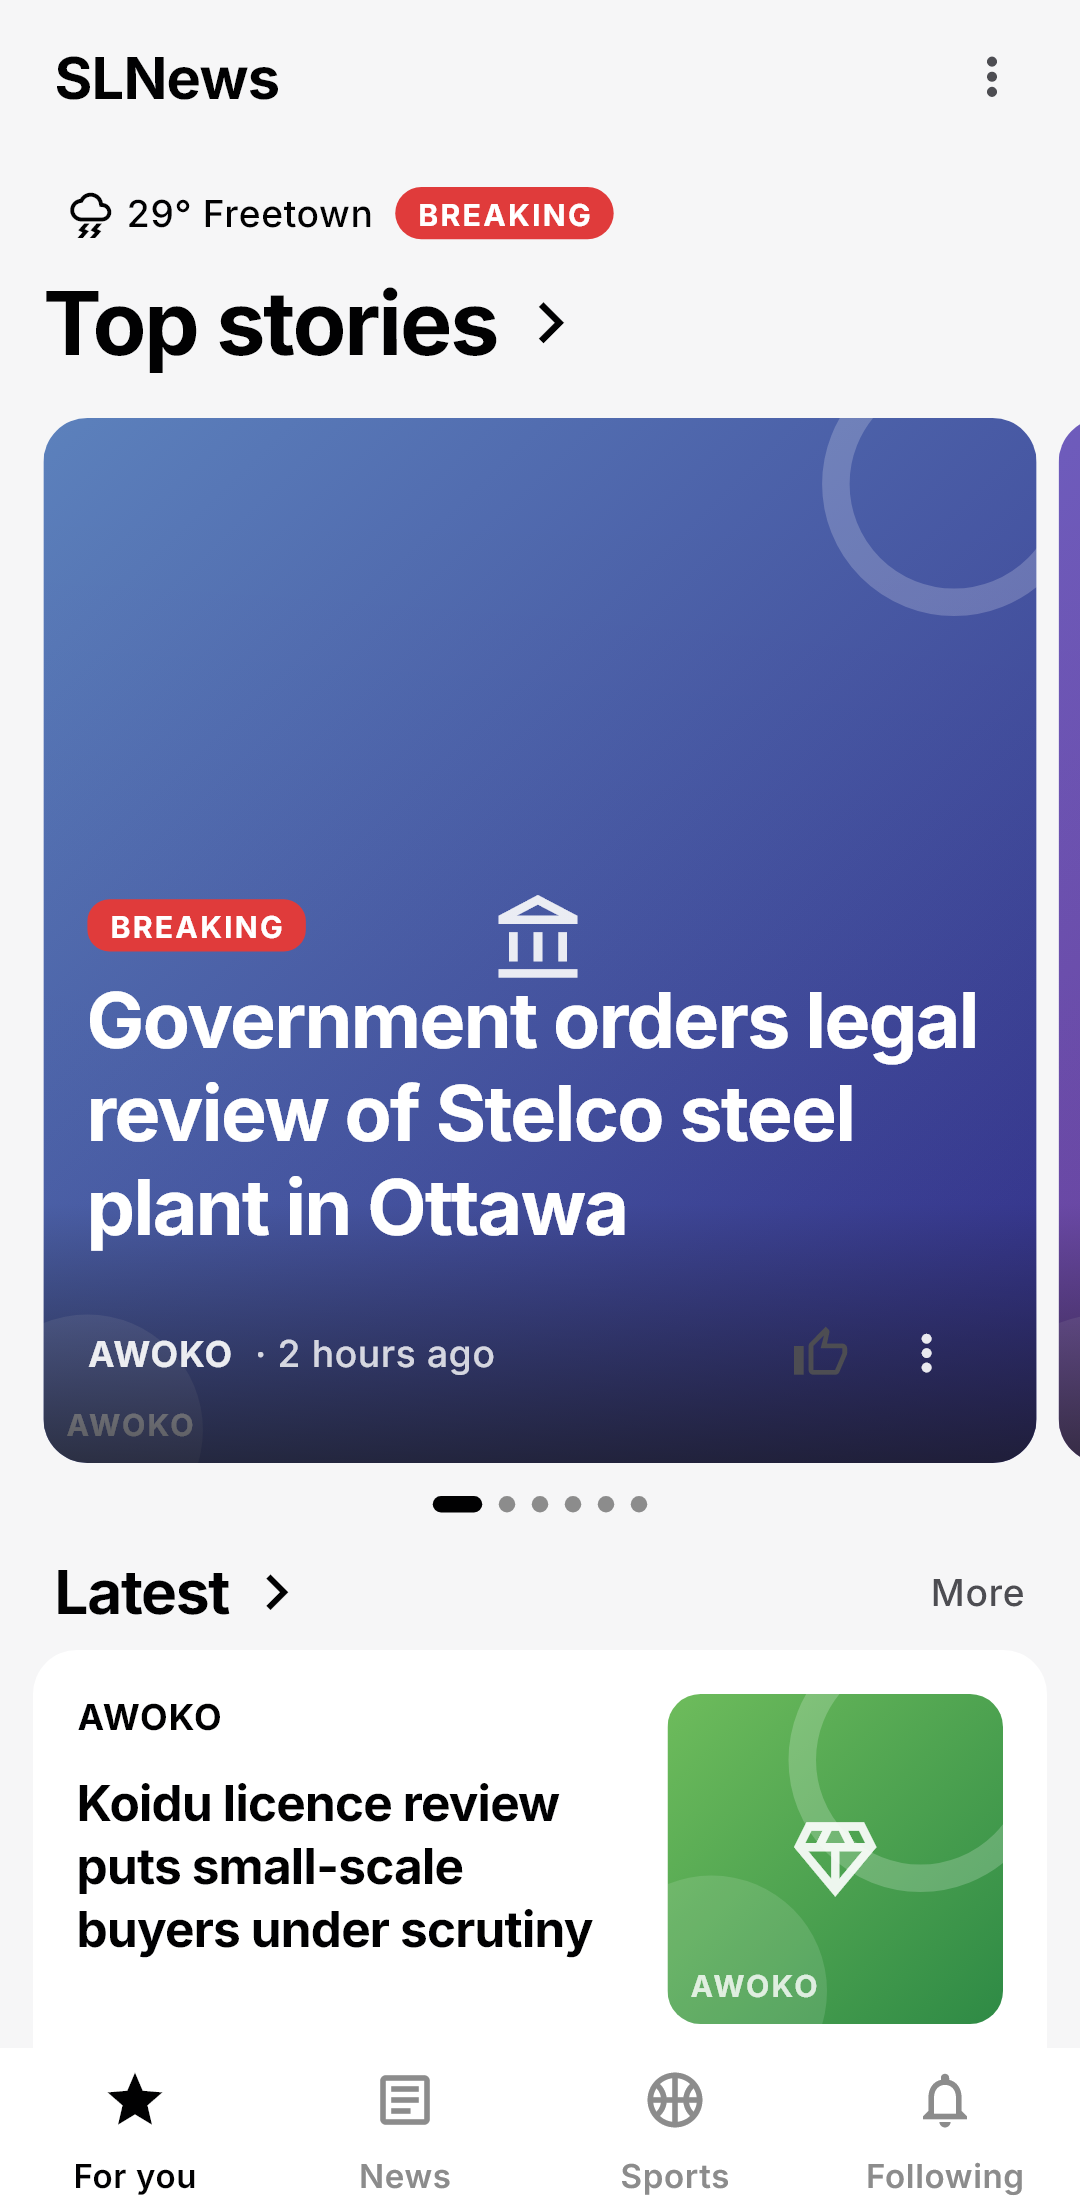 SLNews
29° Freetown BREAKING
Top stories
BREAKING
Government orders legal
review of Stelco steel
plant in Ottawa
AWOKO · 2 hours ago
AWOKO
Latest
More
AWOKO
Koidu licence review
puts small-scale
buyers under scrutiny
AWOKO
For you
News
Sports
Following